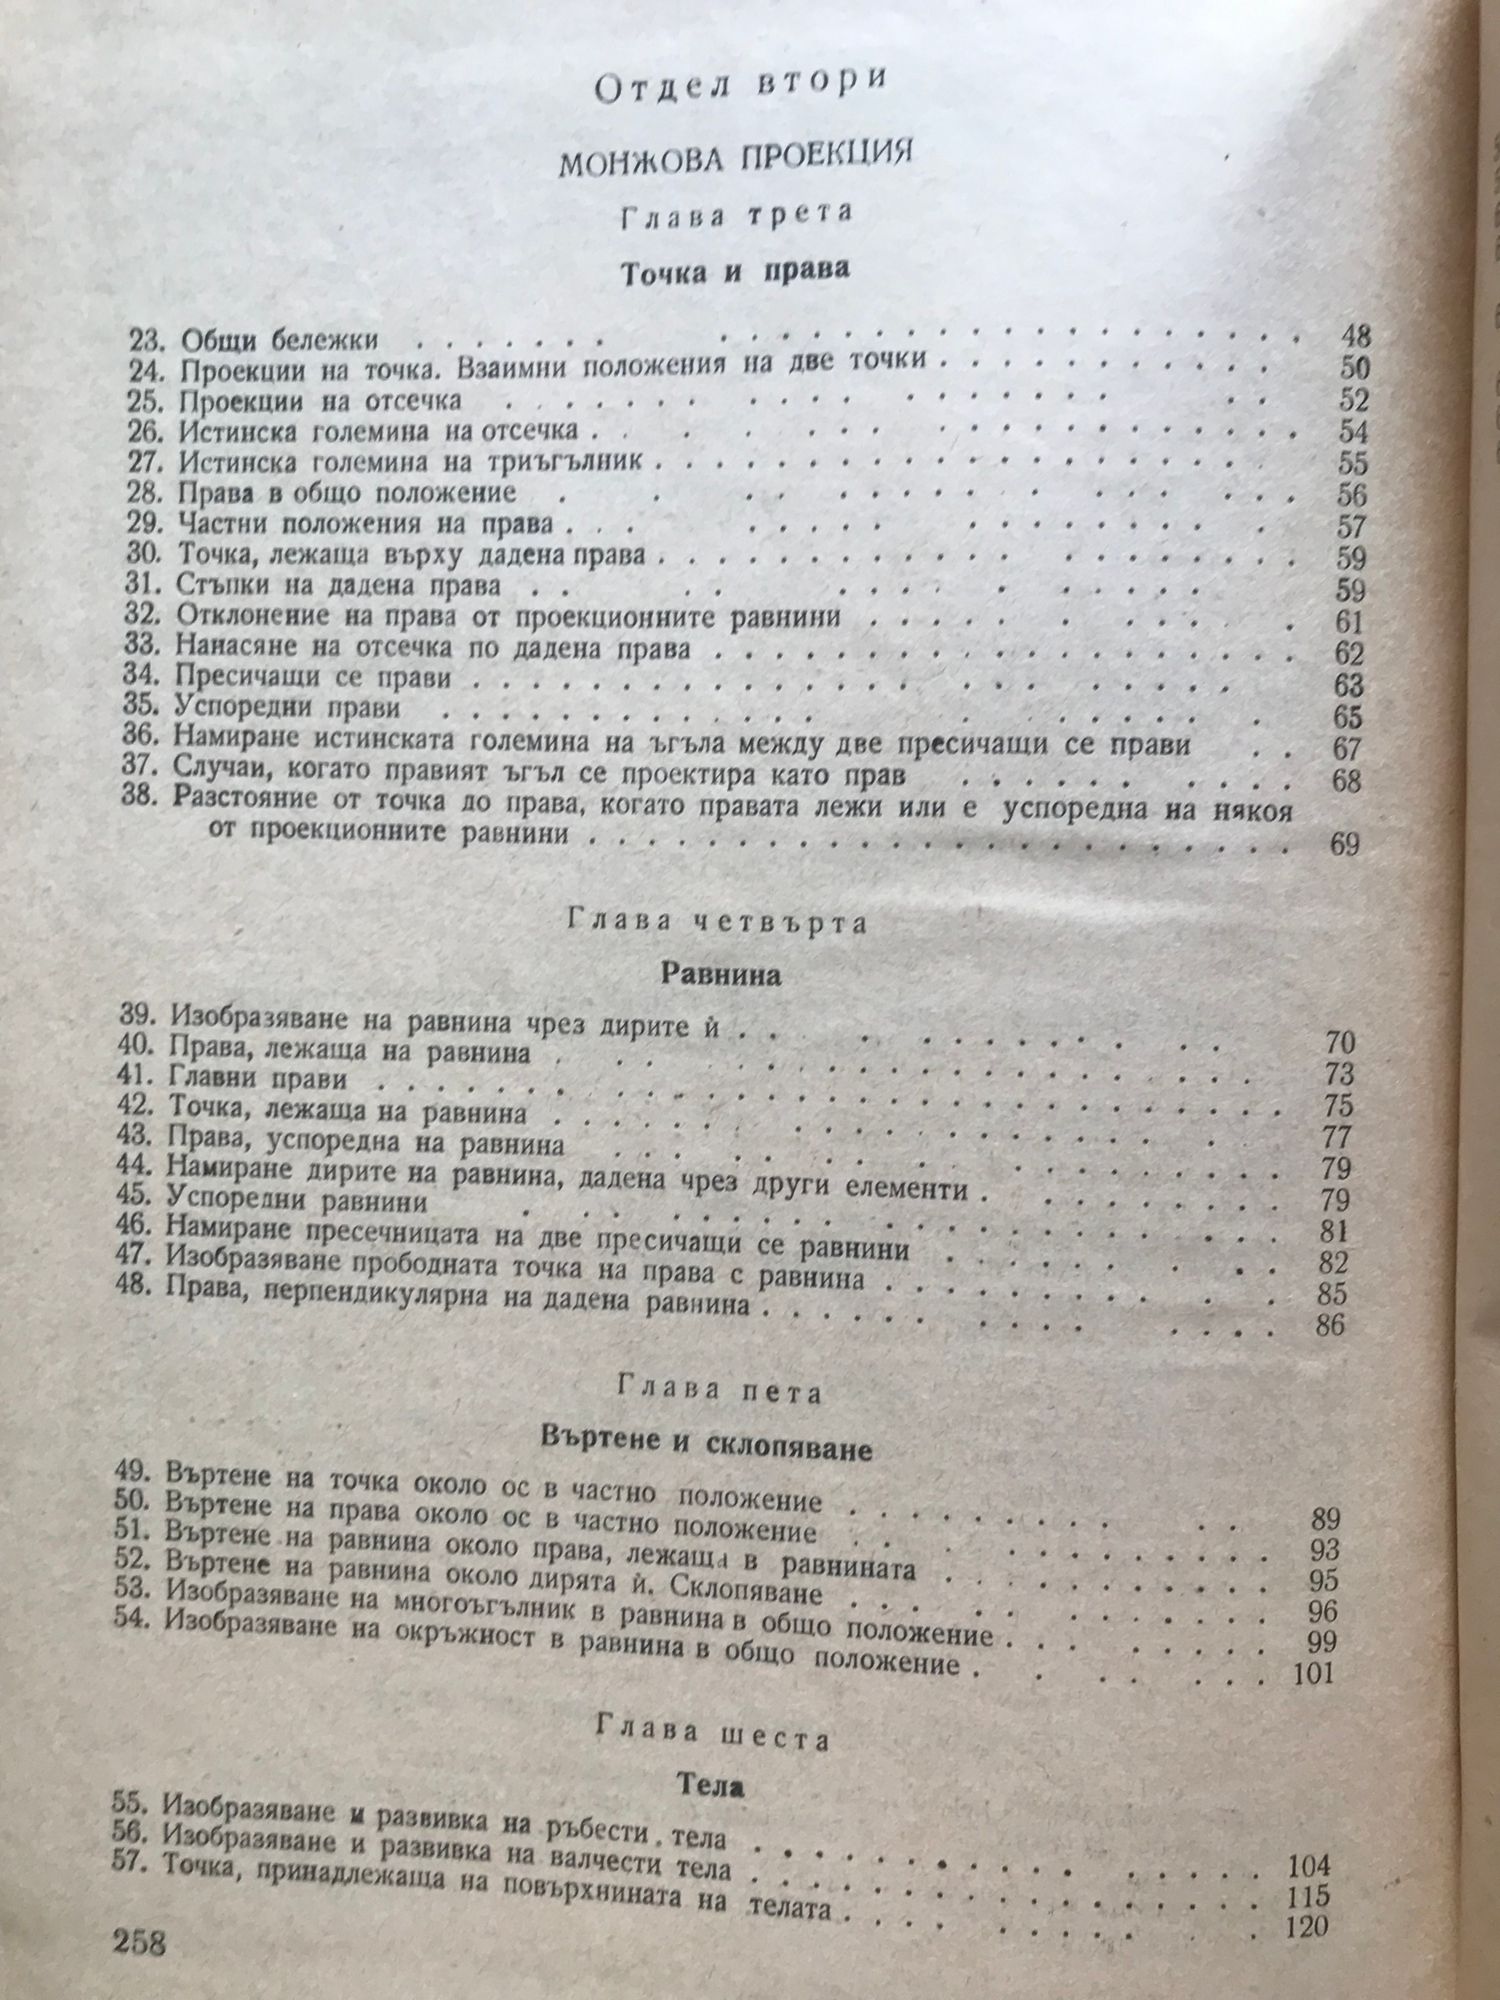 Отдел втори
МОНЖОВА ПРОЕКЦИЯ
Глава трета
Точка и права
23. Общи бележки . . . . . . . . . . . . . . . . . . . . . 48
24. Проекции на точка. Взаимни положения на две точки . . . . . . . . . . . 50
25. Проекции на отсечка . . . . . . . . . . . . . . . . . 52
26. Истинска големина на отсечка . . . . . . . . . . . . . . . . 54
27. Истинска големина на триъгълник . . . . . . . . . . . . . . . . 55
28. Права в общо положение . . . . . . . . . . . . . . . 56
29. Частни положения на права . . . . . . . . . . . . . . . 57
30. Точка, лежаща върху дадена права . . . . . . . . . . . . . . . . 59
31. Стъпки на дадена права . . . . . . . . . . . . . . 59
32. Отклонение на права от проекционните равнини . . . . . . . . . . 61
33. Нанасяне на отсечка по дадена права . . . . . . . . . . . . . . . 62
34. Пресичащи се прави . . . . . . . . . . . . . . . . . . . 63
35. Успоредни прави . . . . . . . . . . . . . . . . . . . 65
36. Намиране истинската големина на ъгъла между две пресичащи се прави . . 67
37. Случаи, когато правият ъгъл се проектира като прав . . . . . . . . . . 68
38. Разстояние от точка до права, когато правата лежи или е успоредна на някоя
от проекционните равнини . . . . . . . . . . . . . . . . . . . . . 69
Глава четвърта
Равнина
39. Изобразяване на равнина чрез дирите ѝ . . . . . . . . . . . 70
40. Права, лежаща на равнина . . . . . . . . . . . . . . . . 73
41. Главни прави . . . . . . . . . . . . . . . . . . . . . . 75
42. Точка, лежаща на равнина . . . . . . . . . . . . . . . . 77
43. Права, успоредна на равнина . . . . . . . . . . . . . . . 79
44. Намиране дирите на равнина, дадена чрез други елементи . . . . . . . . . 79
45. Успоредни равнини . . . . . . . . . . . . . . . . . 81
46. Намиране пресечницата на две пресичащи се равнини . . . . . . . . . 82
47. Изобразяване прободната точка на права с равнина . . . . . . . . . . . 85
48. Права, перпендикулярна на дадена равнина . . . . . . . . . . . . . . 86
Глава пета
Въртене и склопяване
49. Въртене на точка около ос в частно положение . . . . . . . . . . . 89
50. Въртене на права около ос в частно положение . . . . . . . . . . . . 93
51. Въртене на равнина около права, лежаща в равнината . . . . . . . . . . 95
52. Въртене на равнина около дирята ѝ. Склопяване . . . . . . . . . . . 96
53. Изобразяване на многоъгълник в равнина в общо положение . . . . . . . . 99
54. Изобразяване на окръжност в равнина в общо положение . . . . . . . 101
Глава шеста
Тела
55. Изобразяване и развивка на ръбести тела . . . . . . . . . . . . . . . . 104
56. Изобразяване и развивка на валчести тела . . . . . . . . . . . . . . . . 115
57. Точка, принадлежаща на повърхнината на телата . . . . . . . . . . . 120
258